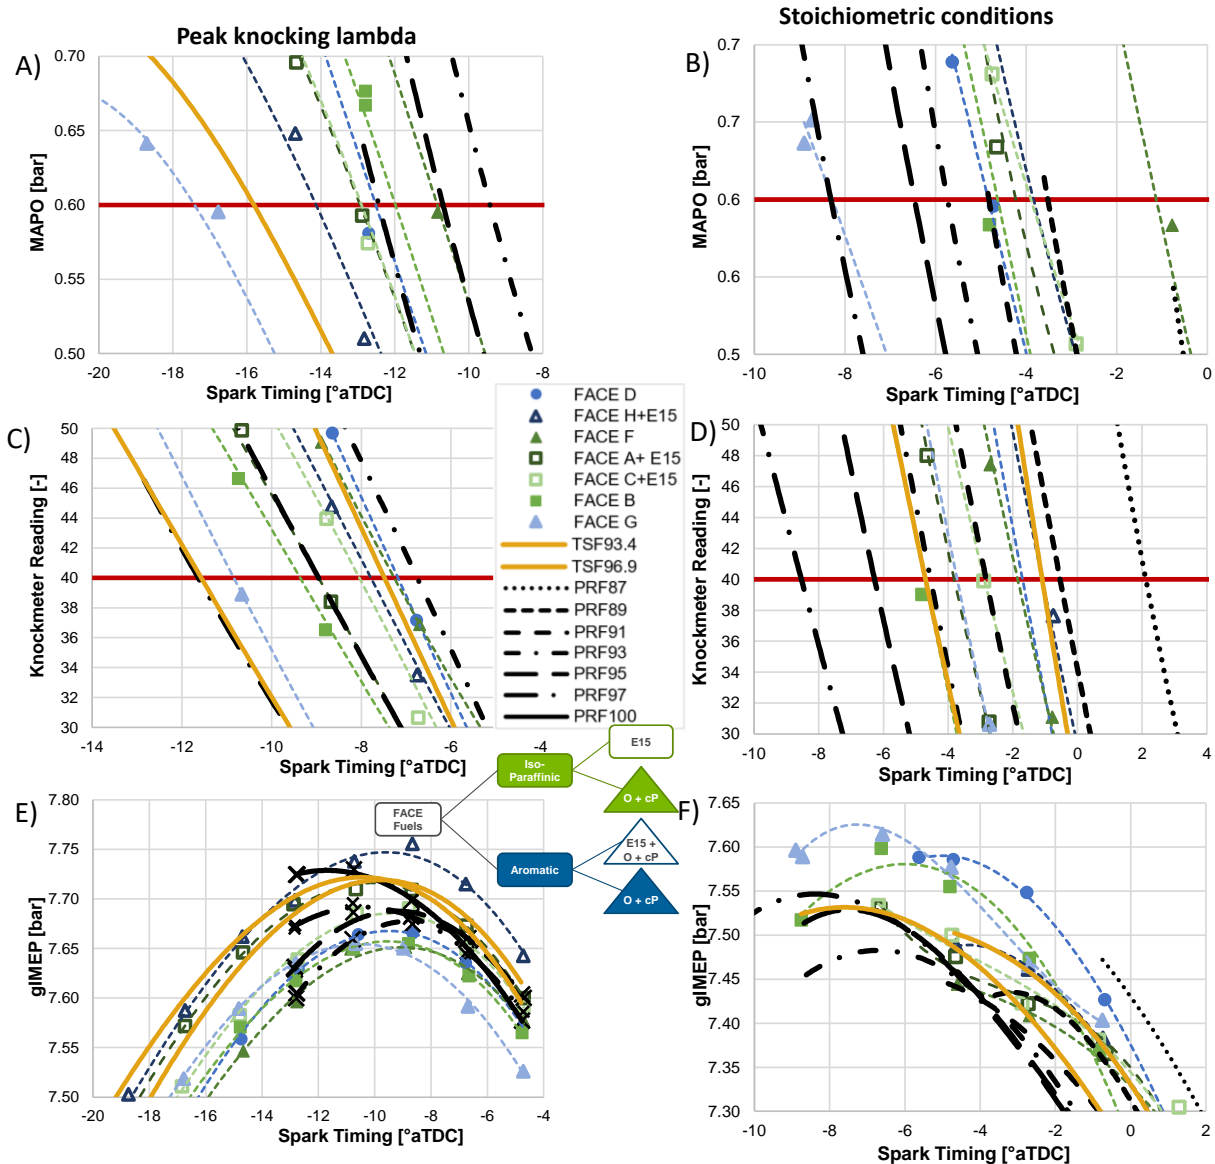 Peak knocking lambda
Stoichiometric conditions
A)
0.70
0.65
0.60
0.55
0.50
MAPO [bar]
-20 -18 -16 -14 -12 -10 -8
Spark Timing [°aTDC]
B)
0.7
0.7
0.6
0.6
0.5
MAPO [bar]
-10 -8 -6 -4 -2 0
Spark Timing [°aTDC]
C)
50
48
46
44
42
40
38
36
34
32
30
Knockmeter Reading [-]
-14 -12 -10 -8 -6 -4
Spark Timing [°aTDC]
FACE D
FACE H+E15
FACE F
FACE A+ E15
FACE C+E15
FACE B
FACE G
TSF93.4
TSF96.9
PRF87
PRF89
PRF91
PRF93
PRF95
PRF97
PRF100
D)
50
48
46
44
42
40
38
36
34
32
30
Knockmeter Reading [-]
-10 -8 -6 -4 -2 0 2 4
Spark Timing [°aTDC]
FACE
Fuels
Iso-
Paraffinic
Aromatic
E15
O + cP
E15 +
O + cP
O + cP
E)
7.80
7.75
7.70
7.65
7.60
7.55
7.50
gIMEP [bar]
-20 -18 -16 -14 -12 -10 -8 -6 -4
Spark Timing [°aTDC]
F)
7.65
7.60
7.55
7.50
7.45
7.40
7.35
7.30
gIMEP [bar]
-10 -8 -6 -4 -2 0 2
Spark Timing [°aTDC]